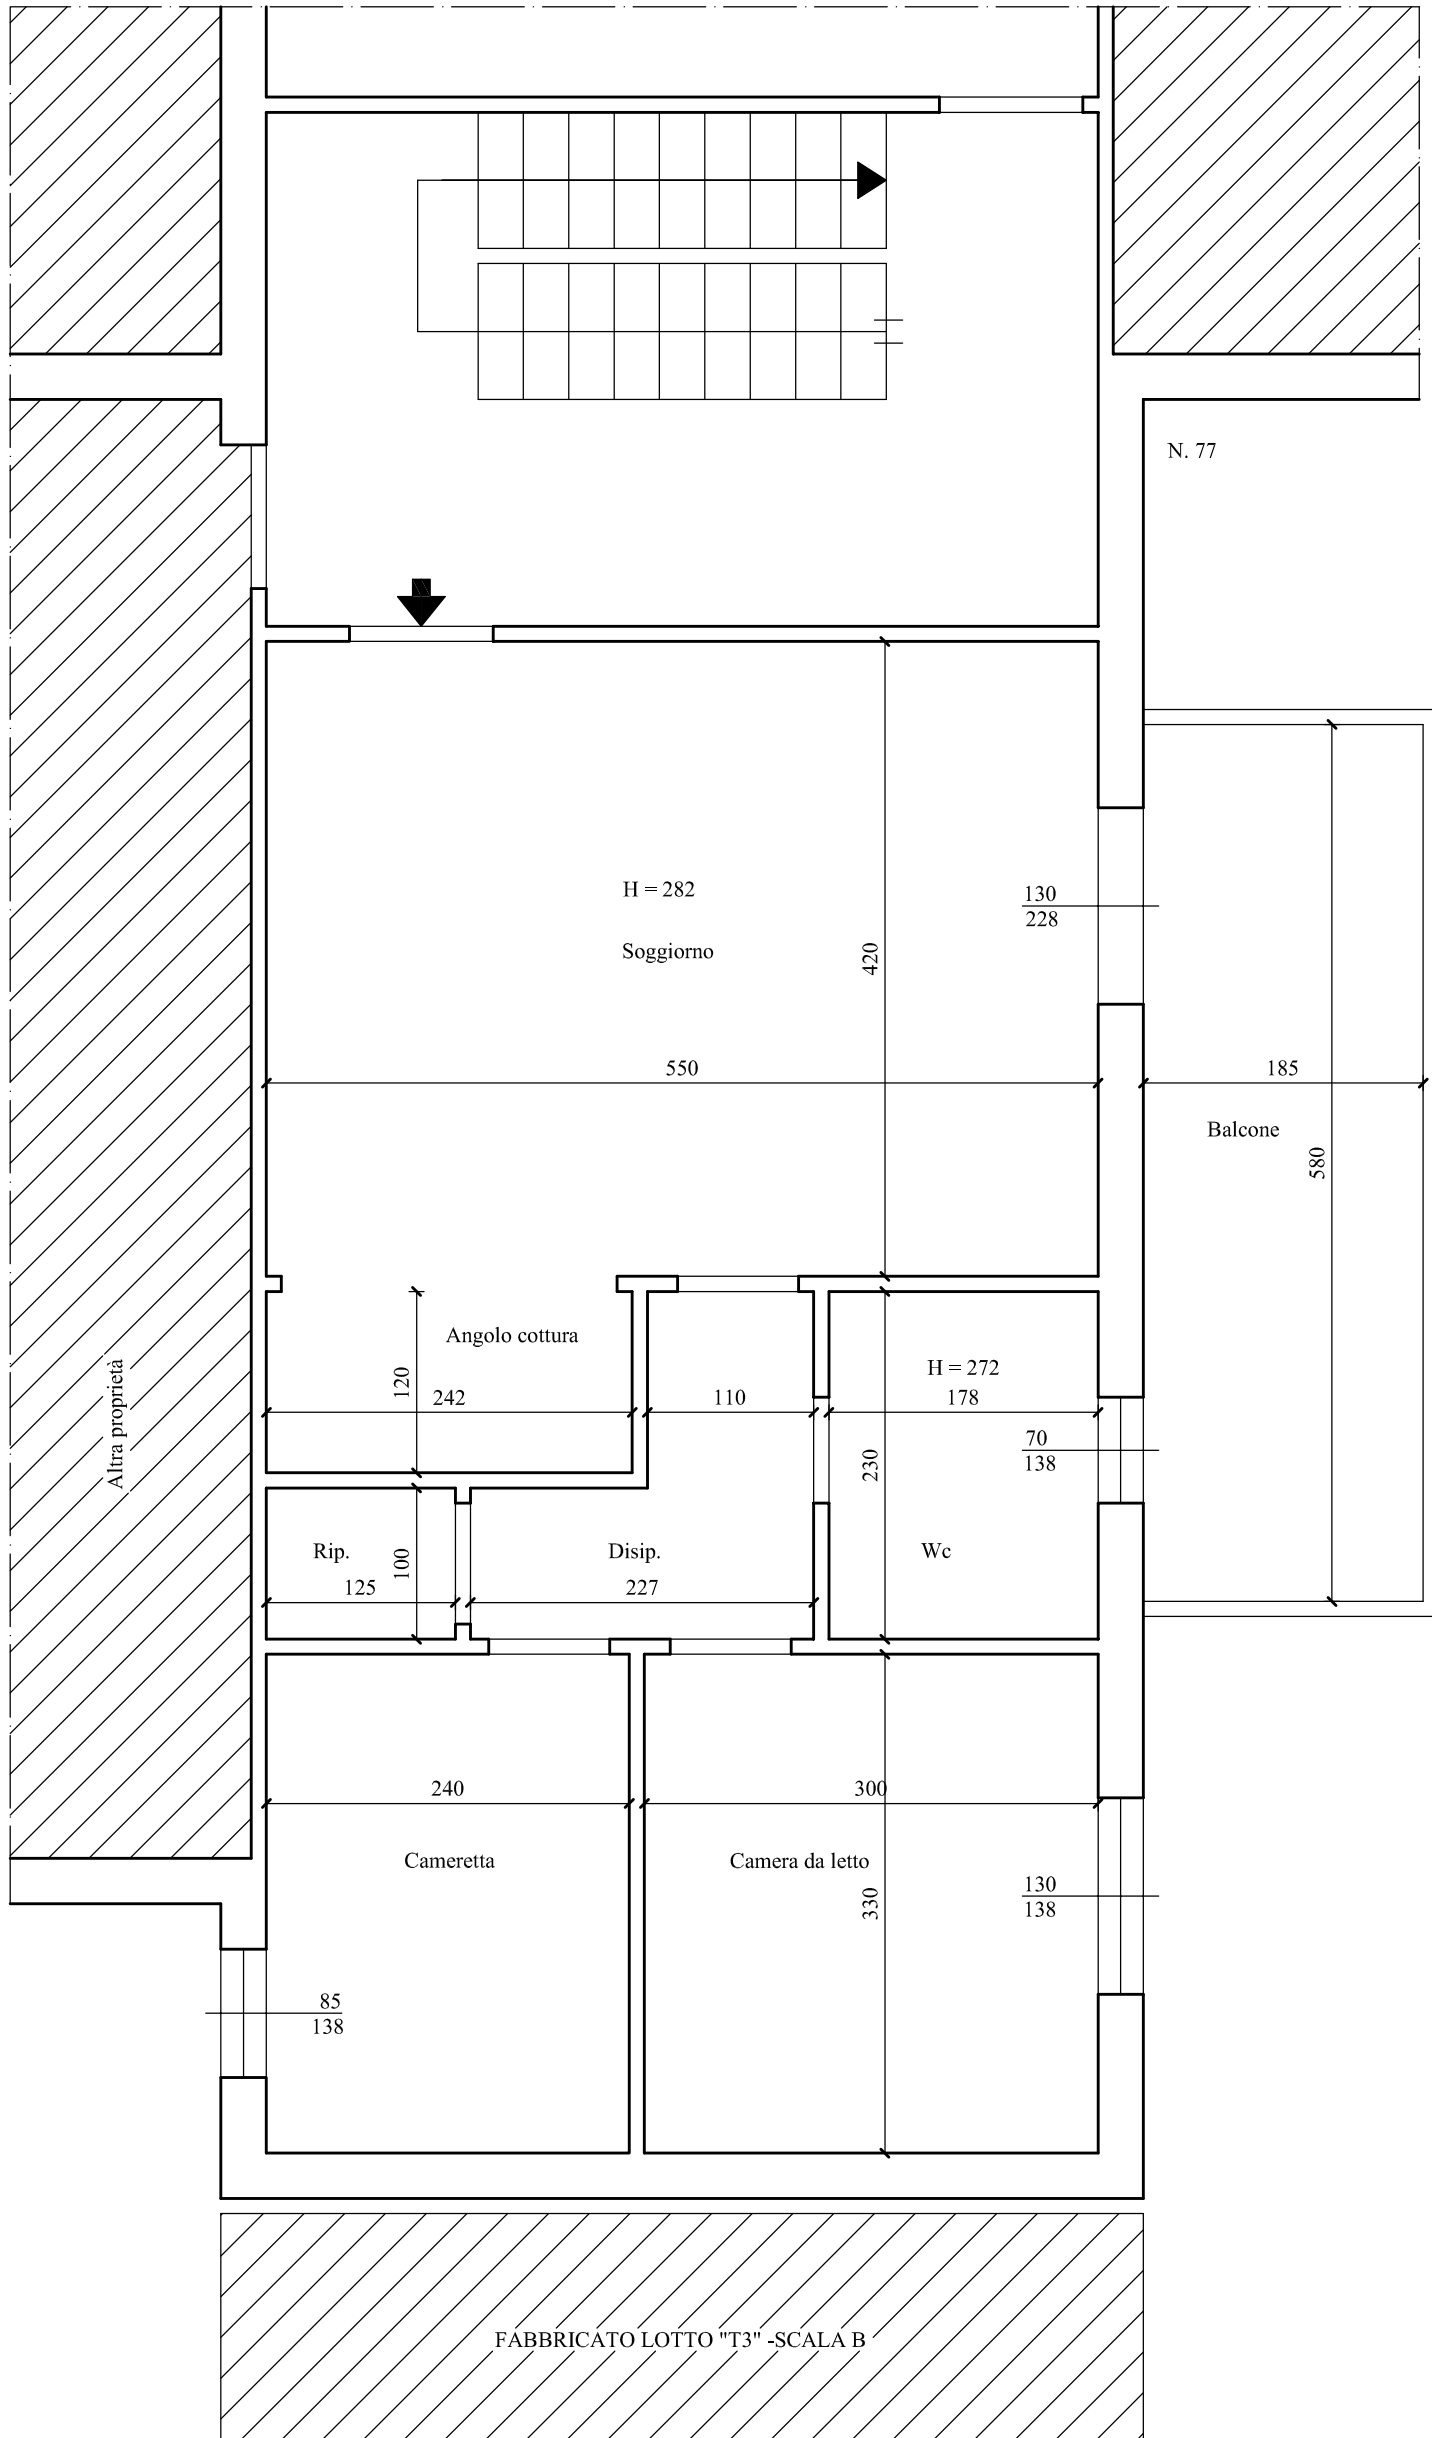 N. 77
H = 282
130
228
Soggiorno
420
550
185
Balcone
580
Angolo cottura
120
242
110
H = 272
178
70
138
230
Altra proprietà
Rip.
100
125
Disip.
227
Wc
240
300
Cameretta
Camera da letto
330
130
138
85
138
FABBRICATO LOTTO "T3" -SCALA B